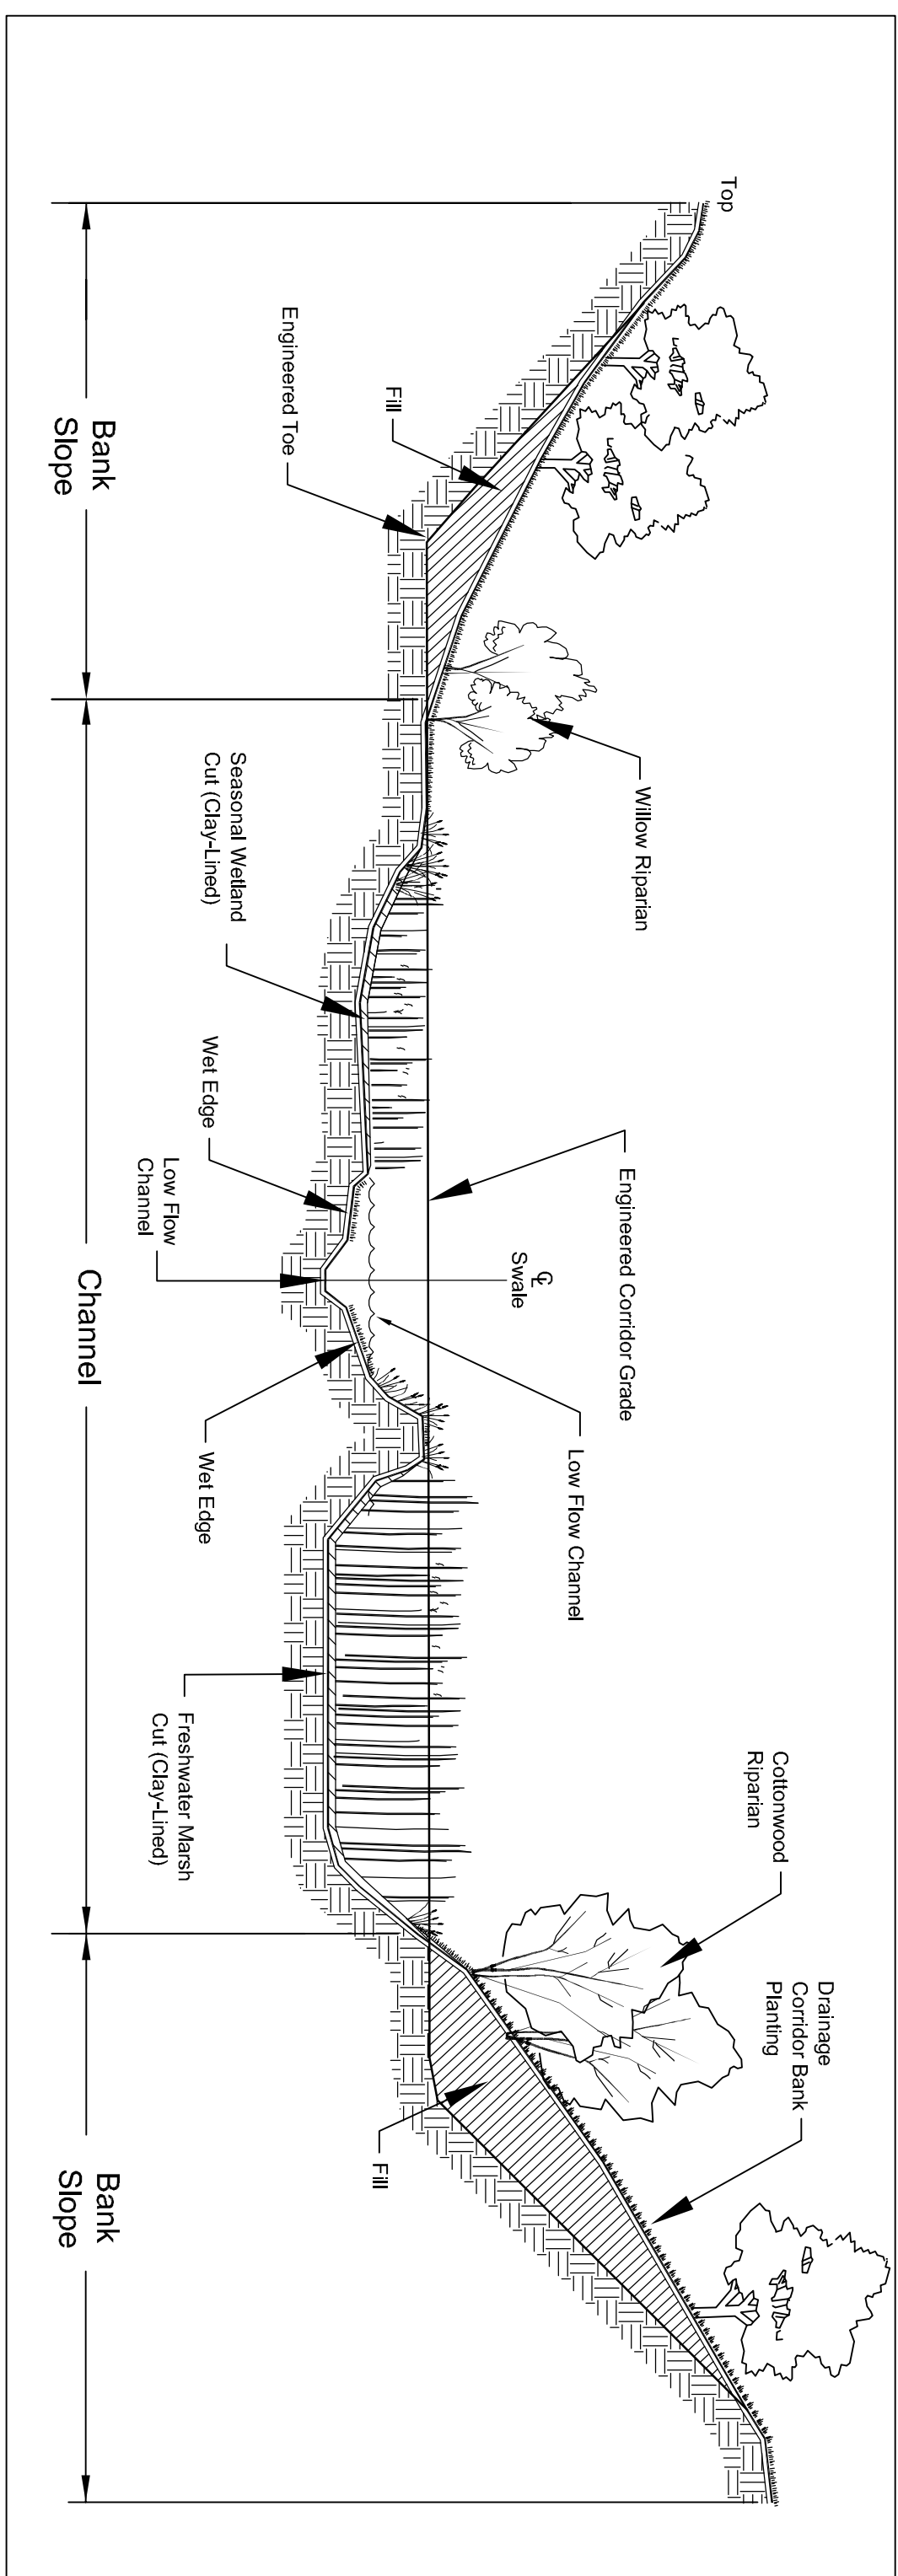 Top
Fill
Engineered Toe
Bank
Slope
Willow Riparian
Seasonal Wetland
Cut (Clay-Lined)
Wet Edge
Low Flow
Channel
Engineered Corridor Grade
℄
Swale
Channel
Low Flow Channel
Wet Edge
Freshwater Marsh
Cut (Clay-Lined)
Cottonwood
Riparian
Drainage
Corridor Bank
Planting
Fill
Bank
Slope